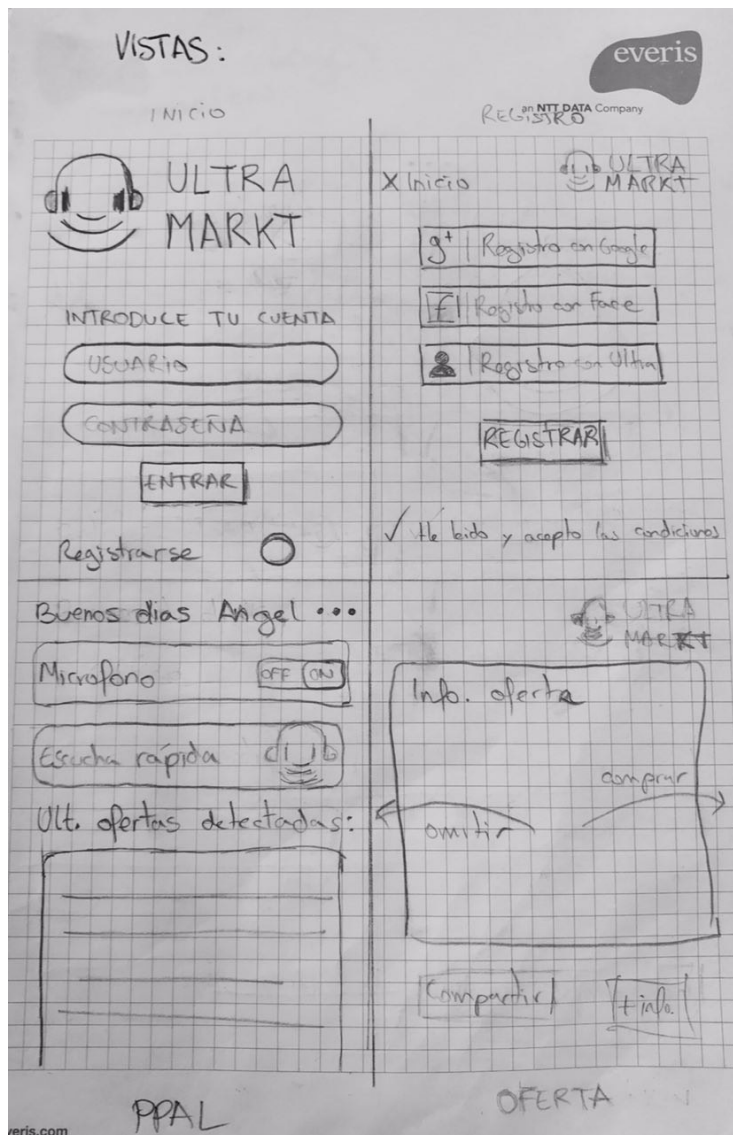 VISTAS:
everis
an NTT DATA Company
INICIO
ULTRA
MARKT
INTRODUCE TU CUENTA
USUARIO
CONTRASEÑA
ENTRAR
Registrarse
REGISTRO
X Inicio
ULTRA
MARKT
g+ Registro con Google
f Registro con Face
Registro con Ultra
REGISTRAR
✓ He leido y acepto las condiciones
Buenos dias Angel ...
Microfono OFF ON
Escucha rápida
Ult. ofertas detectadas:
PPAL
ULTRA
MARKT
Info. oferta
comprar
omitir
Compartir
+ info.
OFERTA
veris.com